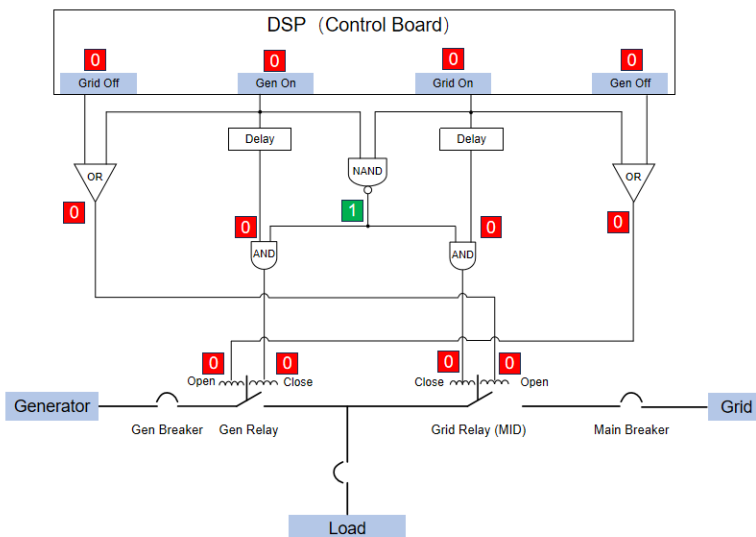 DSP（Control Board）
0 0 0 0
Grid Off Gen On Grid On Gen Off
Delay NAND Delay
OR OR
0 1 0
0 0
AND AND
0 0 0 0
Open Close Close Open
Generator Grid
Gen Breaker Gen Relay Grid Relay (MID) Main Breaker
Load